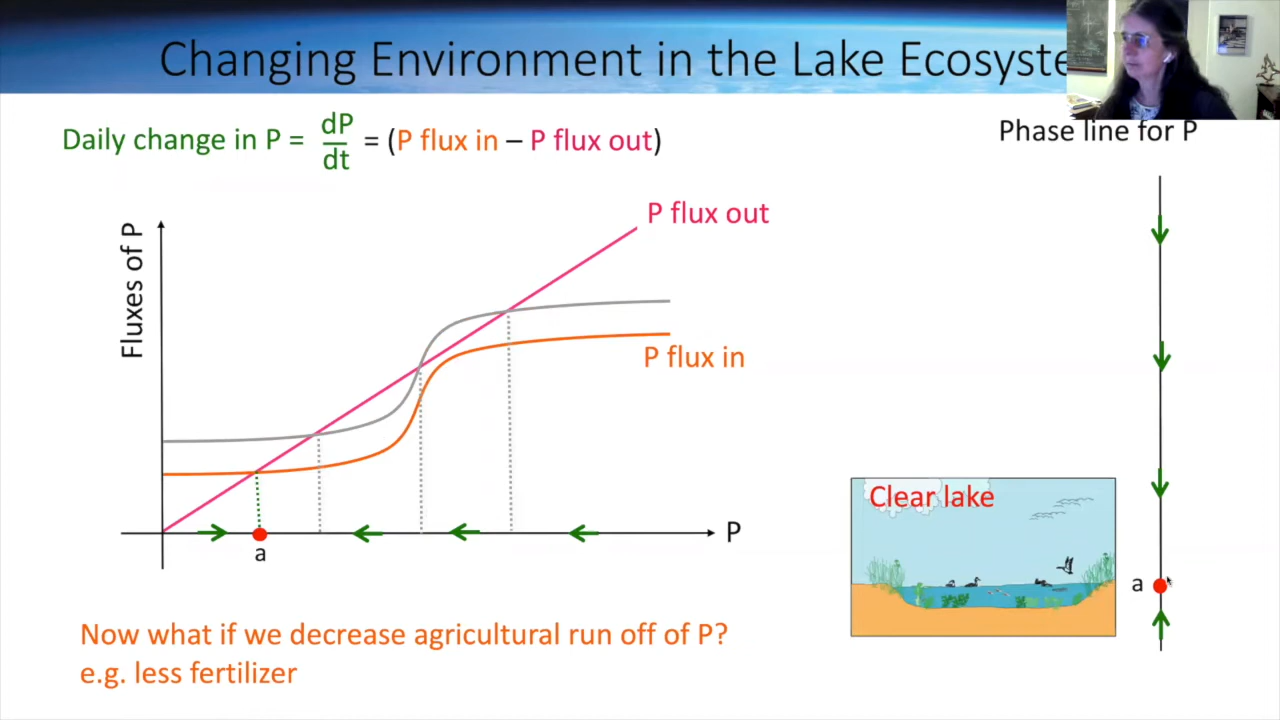 Changing Environment in the Lake Ecosyste
Daily change in P = dP/dt = (P flux in – P flux out)
Phase line for P
P flux out
Fluxes of P
P flux in
Clear lake
P
a
a
Now what if we decrease agricultural run off of P?
e.g. less fertilizer